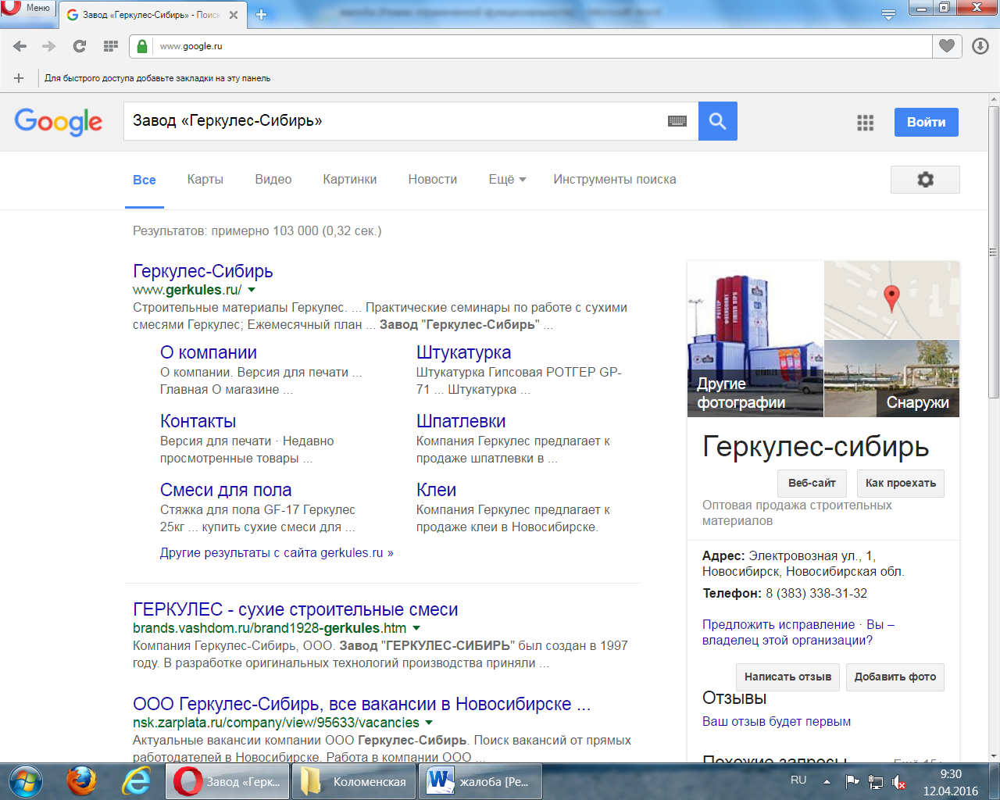 Меню
Завод «Геркулес-Сибирь» - Поиск
www.google.ru
Для быстрого доступа добавьте закладки на эту панель
Google
Завод «Геркулес-Сибирь»
Войти
Все
Карты
Видео
Картинки
Новости
Ещё
Инструменты поиска
Результатов: примерно 103 000 (0,32 сек.)
Геркулес-Сибирь
www.gerkules.ru/
Строительные материалы Геркулес. ... Практические семинары по работе с сухими
смесями Геркулес; Ежемесячный план ... Завод "Геркулес-Сибирь" ...
О компании
О компании. Версия для печати ...
Главная О магазине ...
Штукатурка
Штукатурка Гипсовая РОТГЕР GP-
71 ... Штукатурка ...
Контакты
Версия для печати · Недавно
просмотренные товары ...
Шпатлевки
Компания Геркулес предлагает к
продаже шпатлевки в ...
Смеси для пола
Стяжка для пола GF-17 Геркулес
25кг ... купить сухие смеси для ...
Клеи
Компания Геркулес предлагает к
продаже клеи в Новосибирске.
Другие результаты с сайта gerkules.ru »
ГЕРКУЛЕС - сухие строительные смеси
brands.vashdom.ru/brand1928-gerkules.htm
Компания Геркулес-Сибирь, ООО. Завод "ГЕРКУЛЕС-СИБИРЬ" был создан в 1997
году. В разработке оригинальных технологий производства приняли ...
ООО Геркулес-Сибирь, все вакансии в Новосибирске ...
nsk.zarplata.ru/company/view/95633/vacancies
Актуальные вакансии компании ООО Геркулес-Сибирь. Поиск вакансий от прямых
работодателей в Новосибирске. Работа в компании ООО ...
Другие
фотографии
Снаружи
Геркулес-сибирь
Веб-сайт
Как проехать
Оптовая продажа строительных
материалов
Адрес: Электровозная ул., 1,
Новосибирск, Новосибирская обл.
Телефон: 8 (383) 338-31-32
Предложить исправление · Вы –
владелец этой организации?
Написать отзыв
Добавить фото
Отзывы
Ваш отзыв будет первым
Похожие запросы
Ещё 15+
Завод «Герк...
Коломенская
жалоба [Ре...
RU
9:30
12.04.2016